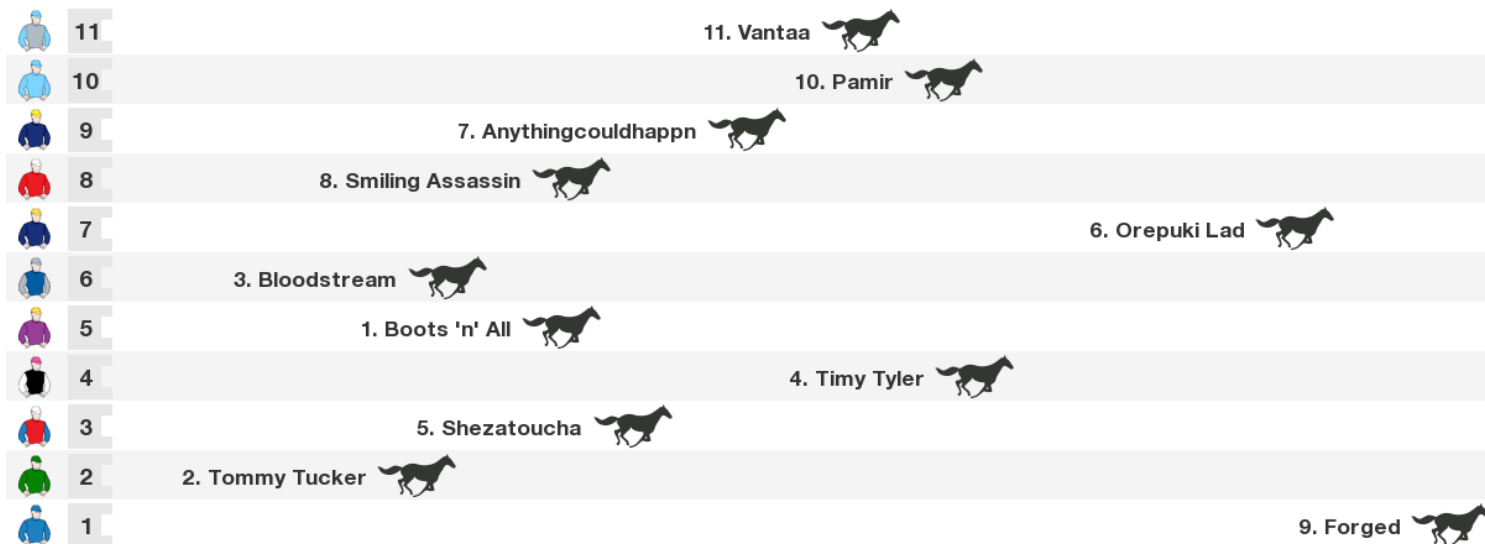 11 11. Vantaa
10 10. Pamir
9 7. Anythingcouldhappn
8 8. Smiling Assassin
7 6. Orepuki Lad
6 3. Bloodstream
5 1. Boots 'n' All
4 4. Timy Tyler
3 5. Shezatoucha
2 2. Tommy Tucker
1 9. Forged